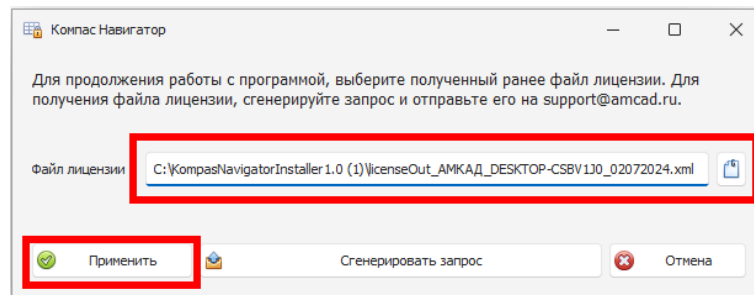 Компас Навигатор
Для продолжения работы с программой, выберите полученный ранее файл лицензии. Для
получения файла лицензии, сгенерируйте запрос и отправьте его на support@amcad.ru.
Файл лицензии C:\KompasNavigatorInstaller1.0 (1)\licenseOut_АМКАД_DESKTOP-CSBV1J0_02072024.xml
Применить Сгенерировать запрос Отмена